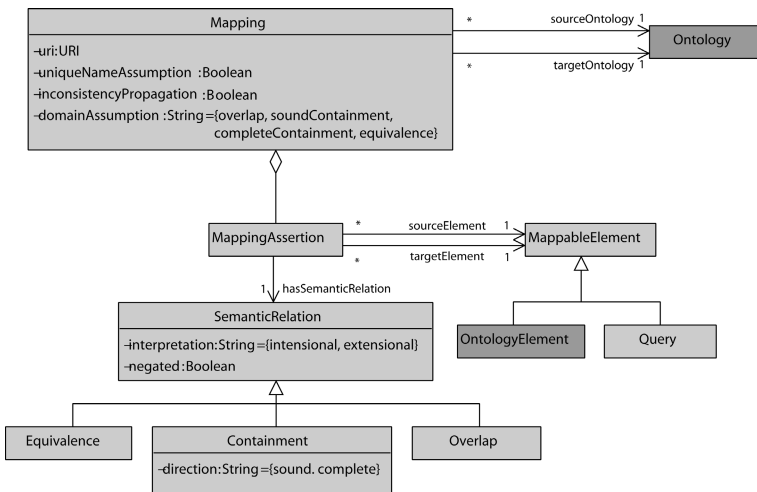 Mapping
-uri:URI
-uniqueNameAssumption :Boolean
-inconsistencyPropagation :Boolean
-domainAssumption :String={overlap, soundContainment,
completeContainment, equivalence}
* sourceOntology 1
* targetOntology 1
Ontology
MappingAssertion
* sourceElement 1
* targetElement 1
MappableElement
1 hasSemanticRelation
SemanticRelation
-interpretation:String={intensional, extensional}
-negated:Boolean
OntologyElement
Query
Equivalence
Containment
-direction:String={sound. complete}
Overlap